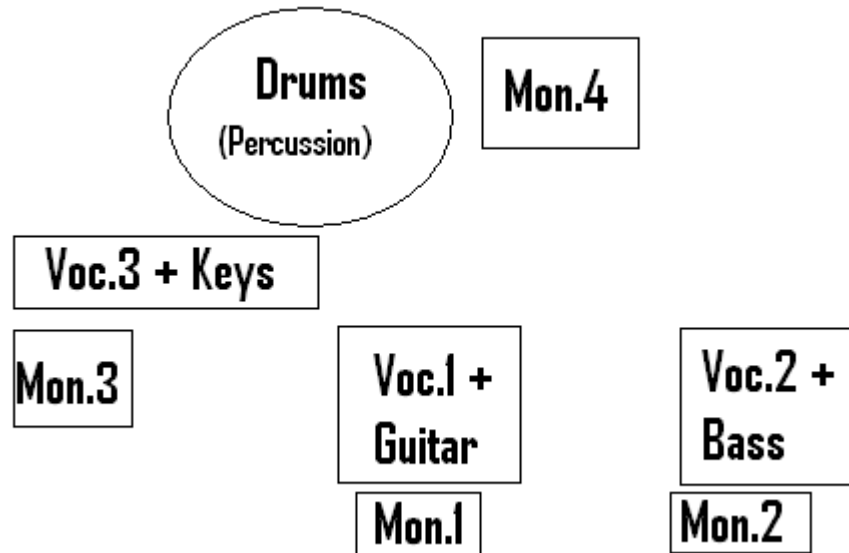 Drums
(Percussion)
Mon.4
Voc.3 + Keys
Mon.3
Voc.1 +
Guitar
Mon.1
Voc.2 +
Bass
Mon.2